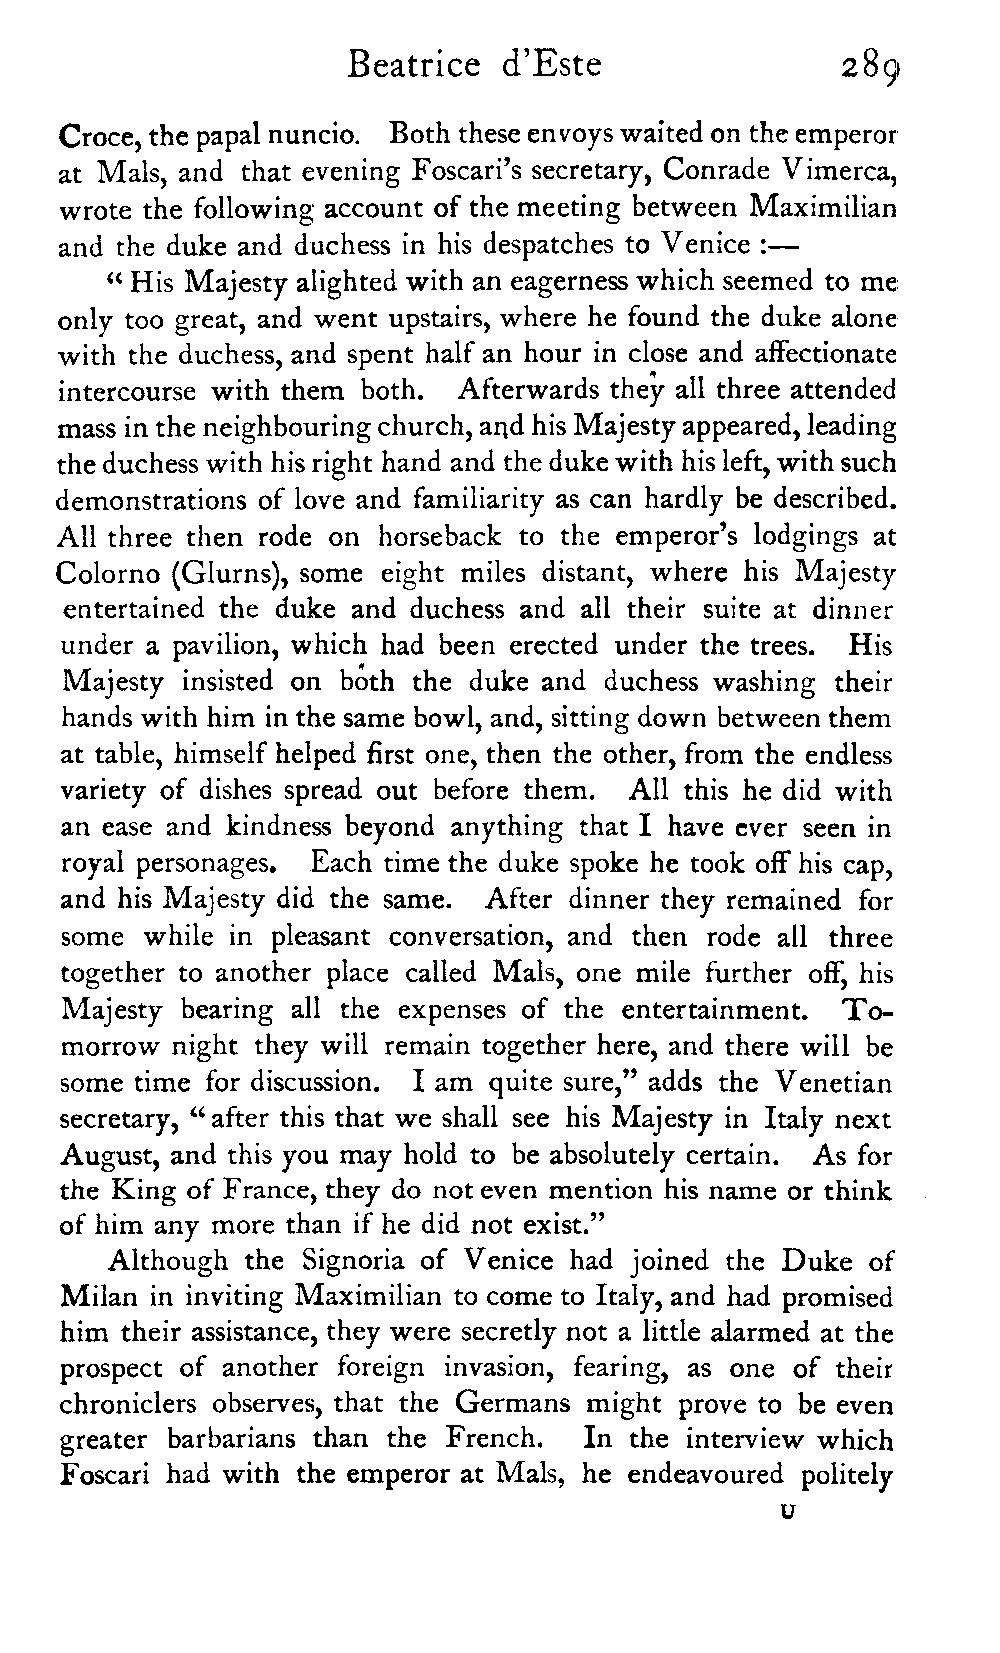 Beatrice d'Este 289
Croce, the papal nuncio. Both these envoys waited on the emperor
at Mals, and that evening Foscari's secretary, Conrade Vimerca,
wrote the following account of the meeting between Maximilian
and the duke and duchess in his despatches to Venice :—
“ His Majesty alighted with an eagerness which seemed to me
only too great, and went upstairs, where he found the duke alone
with the duchess, and spent half an hour in close and affectionate
intercourse with them both. Afterwards they all three attended
mass in the neighbouring church, and his Majesty appeared, leading
the duchess with his right hand and the duke with his left, with such
demonstrations of love and familiarity as can hardly be described.
All three then rode on horseback to the emperor's lodgings at
Colorno (Glurns), some eight miles distant, where his Majesty
entertained the duke and duchess and all their suite at dinner
under a pavilion, which had been erected under the trees. His
Majesty insisted on both the duke and duchess washing their
hands with him in the same bowl, and, sitting down between them
at table, himself helped first one, then the other, from the endless
variety of dishes spread out before them. All this he did with
an ease and kindness beyond anything that I have ever seen in
royal personages. Each time the duke spoke he took off his cap,
and his Majesty did the same. After dinner they remained for
some while in pleasant conversation, and then rode all three
together to another place called Mals, one mile further off, his
Majesty bearing all the expenses of the entertainment. To-
morrow night they will remain together here, and there will be
some time for discussion. I am quite sure,” adds the Venetian
secretary, “ after this that we shall see his Majesty in Italy next
August, and this you may hold to be absolutely certain. As for
the King of France, they do not even mention his name or think
of him any more than if he did not exist.”
Although the Signoria of Venice had joined the Duke of
Milan in inviting Maximilian to come to Italy, and had promised
him their assistance, they were secretly not a little alarmed at the
prospect of another foreign invasion, fearing, as one of their
chroniclers observes, that the Germans might prove to be even
greater barbarians than the French. In the interview which
Foscari had with the emperor at Mals, he endeavoured politely
U